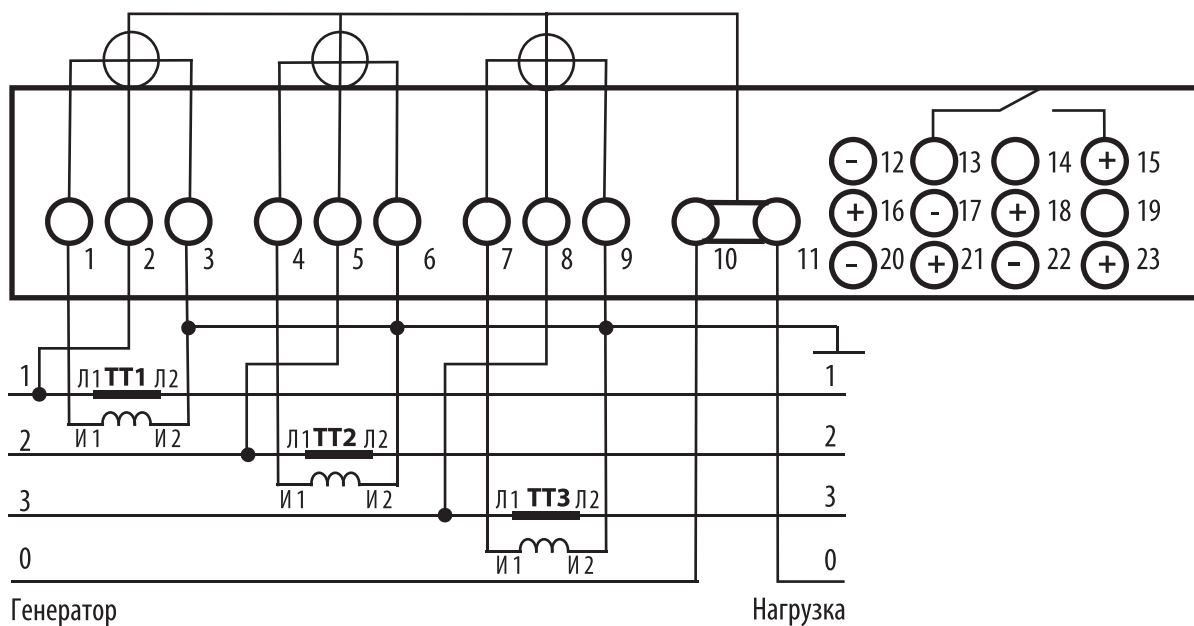 - 12 13 14 + 15
+ 16 - 17 + 18 19
1 2 3 4 5 6 7 8 9 10 11 - 20 + 21 - 22 + 23
1 Л1 ТТ1 Л2 1
И1 И2
2 Л1 ТТ2 Л2 2
И1 И2
3 Л1 ТТ3 Л2 3
И1 И2
0 0
Генератор Нагрузка